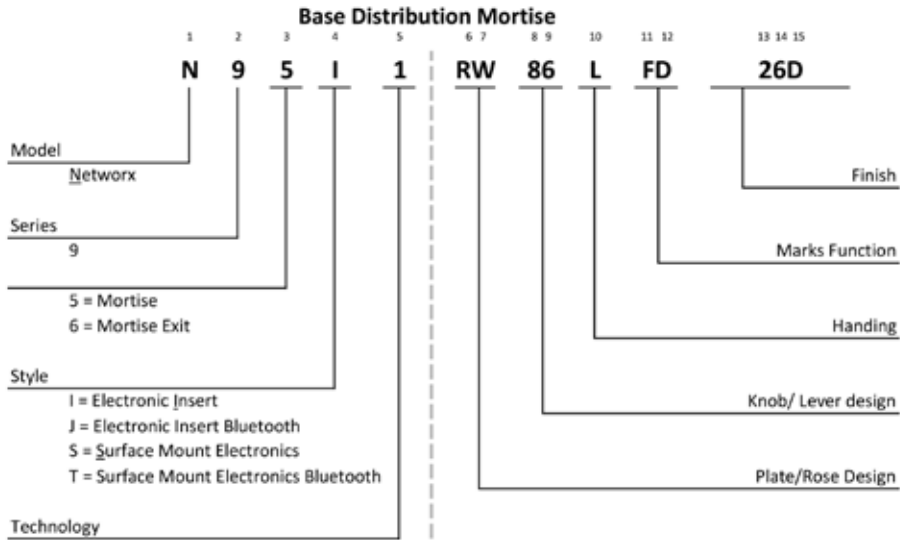 Base Distribution Mortise
1 2 3 4 5 6 7 8 9 10 11 12 13 14 15
N 9 5 I 1 RW 86 L FD 26D
Model
Networx
Series
9
5 = Mortise
6 = Mortise Exit
Style
I = Electronic Insert
J = Electronic Insert Bluetooth
S = Surface Mount Electronics
T = Surface Mount Electronics Bluetooth
Technology
Finish
Marks Function
Handing
Knob/ Lever design
Plate/Rose Design